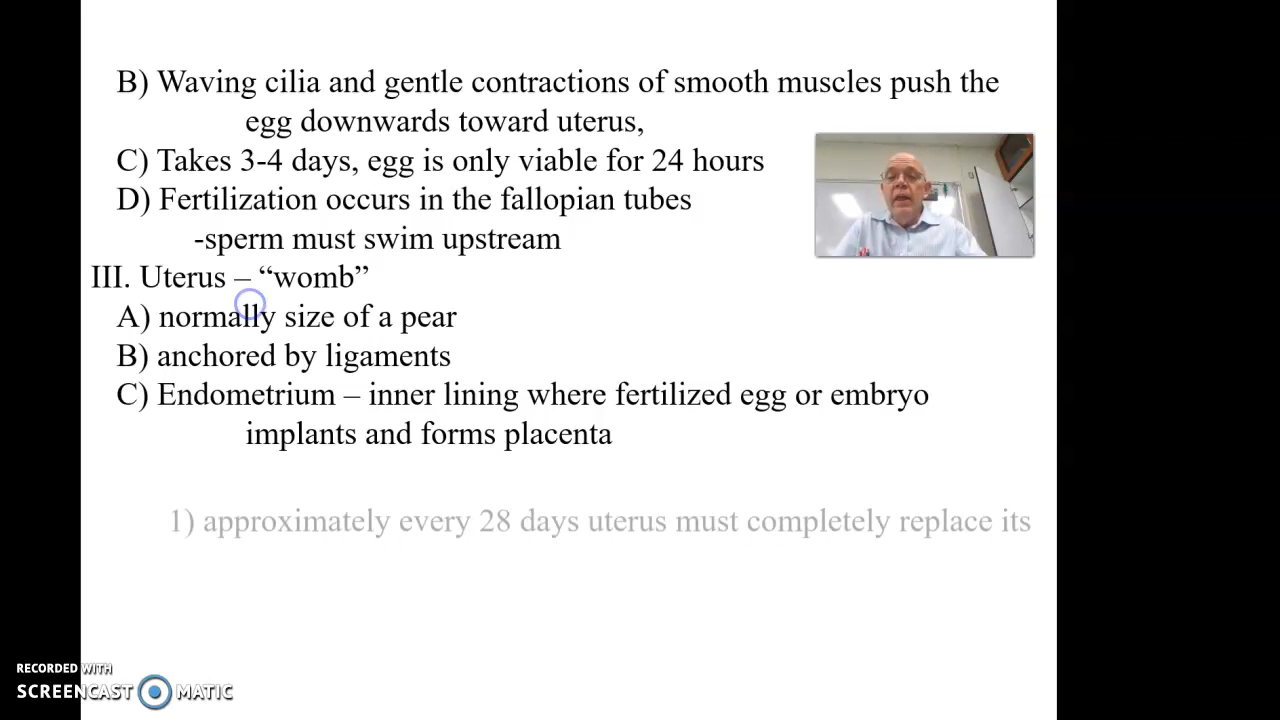 B) Waving cilia and gentle contractions of smooth muscles push the
egg downwards toward uterus,
C) Takes 3-4 days, egg is only viable for 24 hours
D) Fertilization occurs in the fallopian tubes
-sperm must swim upstream
III. Uterus – “womb”
A) normally size of a pear
B) anchored by ligaments
C) Endometrium – inner lining where fertilized egg or embryo
implants and forms placenta
1) approximately every 28 days uterus must completely replace its
RECORDED WITH
SCREENCAST MATIC